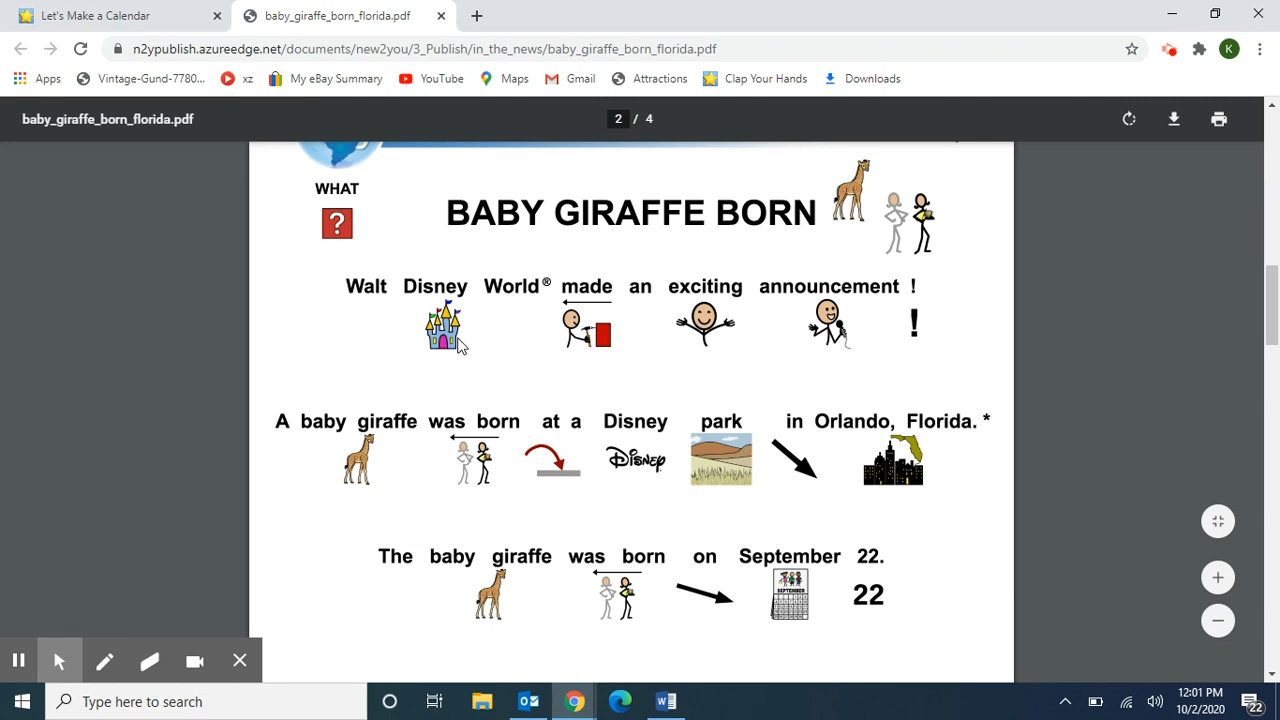 Let's Make a Calendar
baby_giraffe_born_florida.pdf
n2ypublish.azureedge.net/documents/new2you/3_Publish/in_the_news/baby_giraffe_born_florida.pdf
K
Apps Vintage-Gund-7780... xz My eBay Summary YouTube Maps Gmail Attractions Clap Your Hands Downloads
baby_giraffe_born_florida.pdf 2 / 4
WHAT
?
BABY GIRAFFE BORN
Walt Disney World® made an exciting announcement !
!
A baby giraffe was born at a Disney park in Orlando, Florida. *
Disney
The baby giraffe was born on September 22.
SEPTEMBER
22
Type here to search
12:01 PM
10/2/2020
22